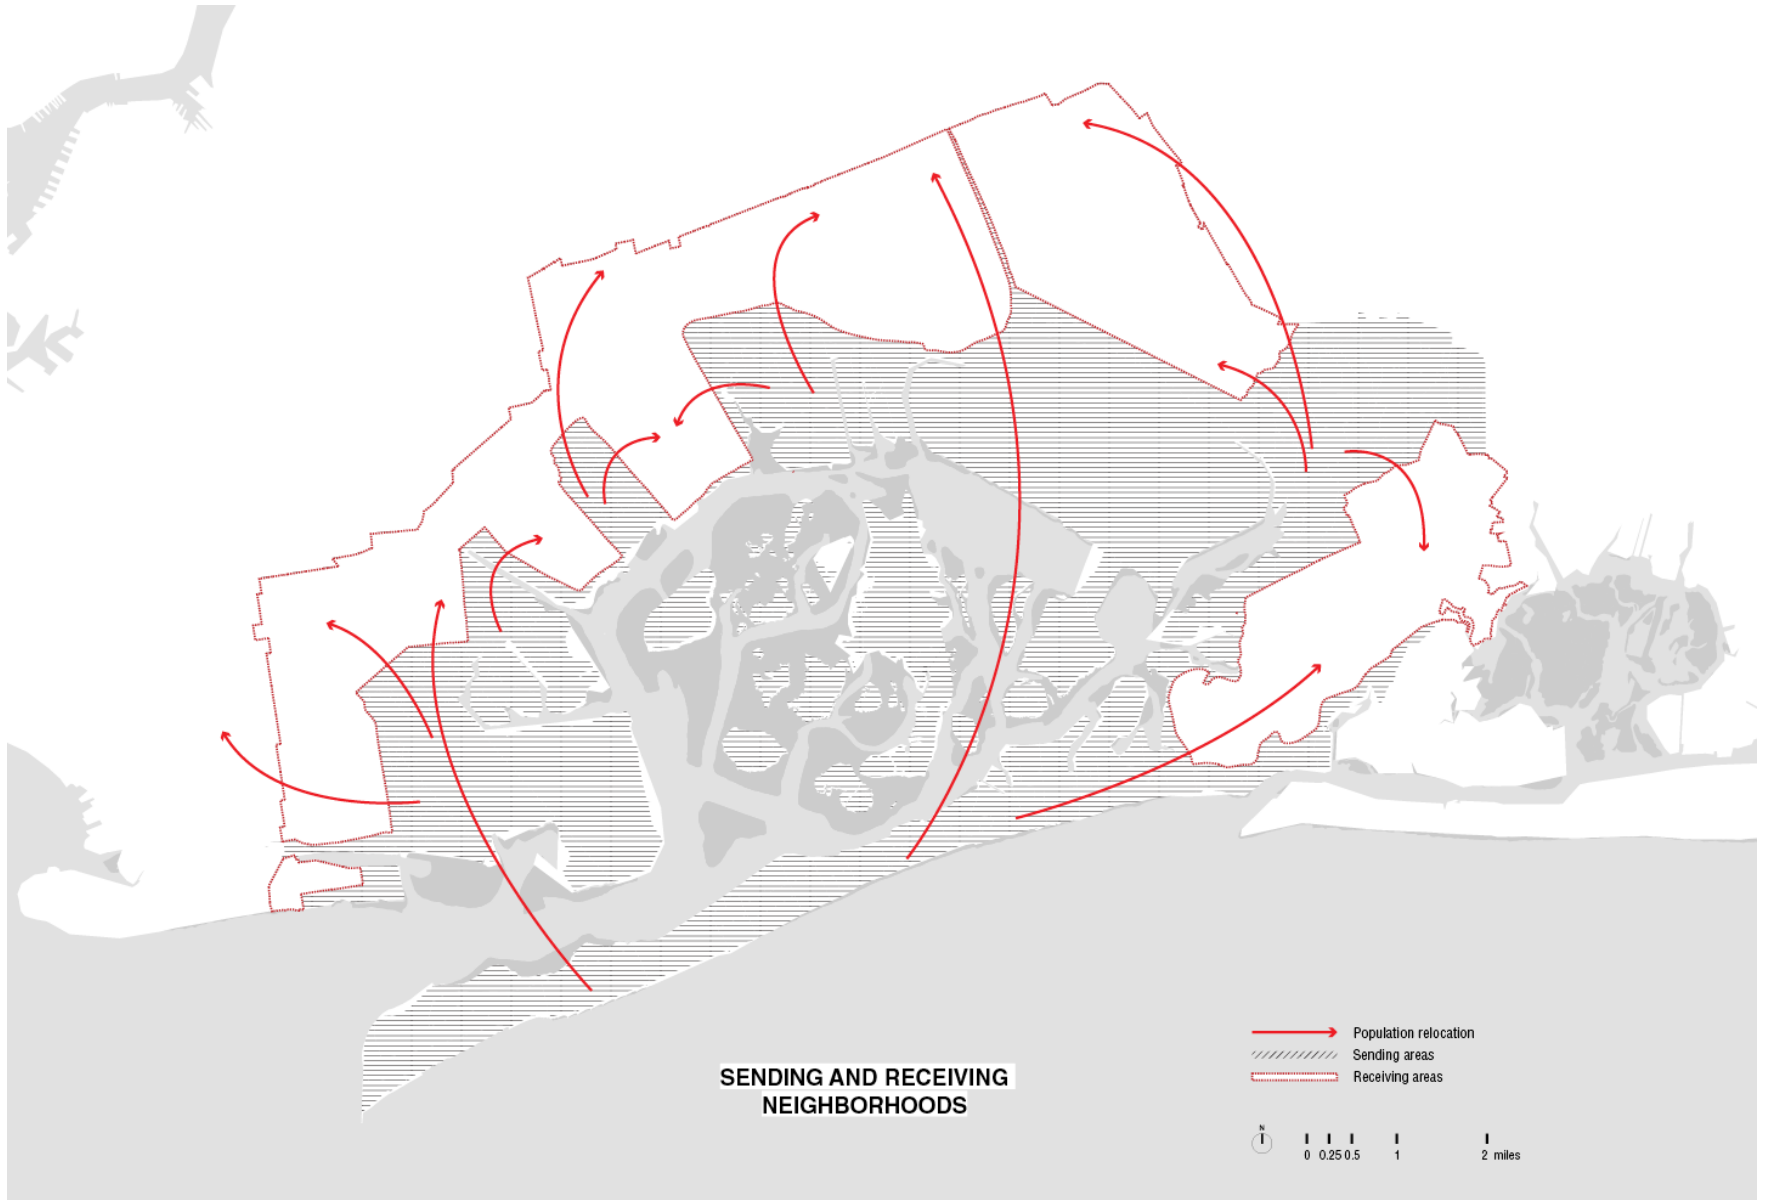 SENDING AND RECEIVING
NEIGHBORHOODS
Population relocation
Sending areas
Receiving areas
N
0 0.25 0.5 1 2 miles